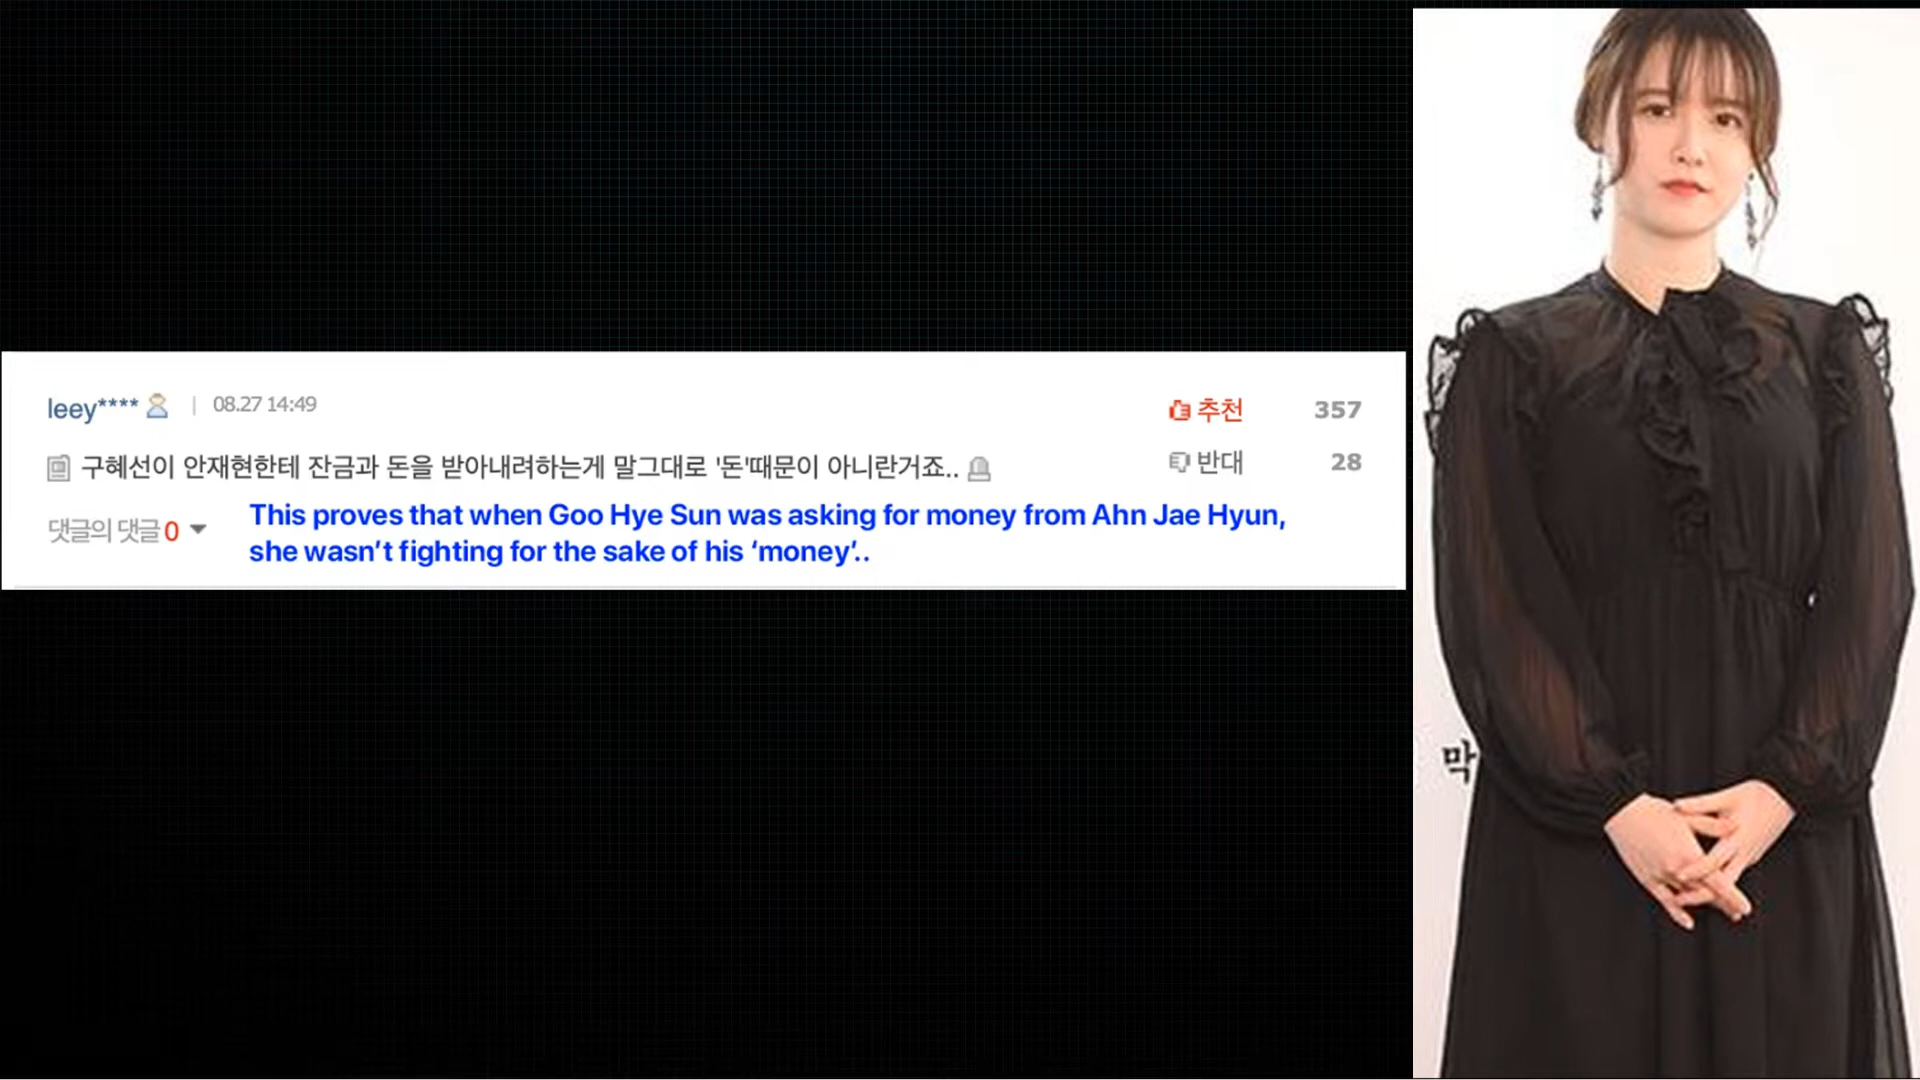 leey**** | 08.27 14:49
추천 357
구혜선이 안재현한테 잔금과 돈을 받아내려하는게 말그대로 '돈'때문이 아니란거죠..
반대 28
댓글의 댓글 0
This proves that when Goo Hye Sun was asking for money from Ahn Jae Hyun,
she wasn't fighting for the sake of his ‘money’..
막